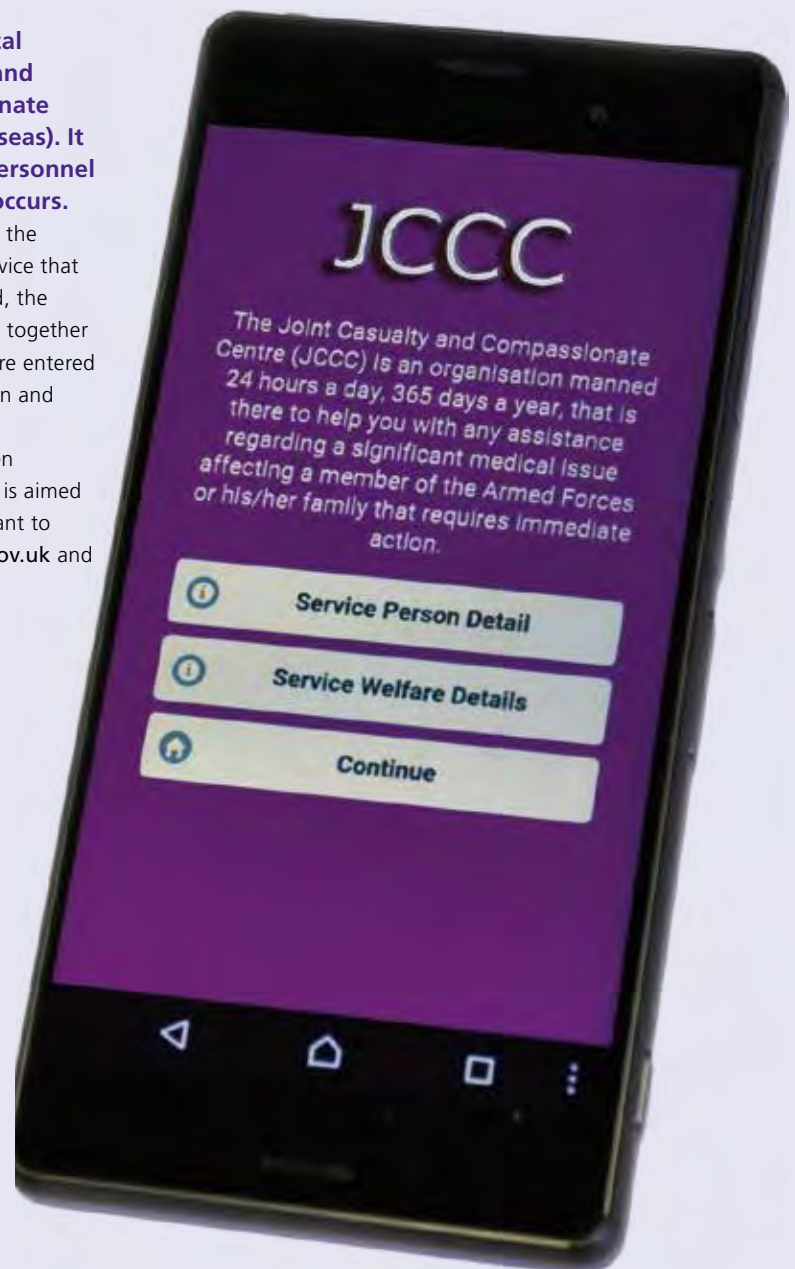 tal
and
nate
seas). It
ersonnel
occurs.
the
vice that
d, the
together
re entered
n and
on
is aimed
ant to
ov.uk and
JCCC
The Joint Casualty and Compassionate
Centre (JCCC) is an organisation manned
24 hours a day, 365 days a year, that is
there to help you with any assistance
regarding a significant medical issue
affecting a member of the Armed Forces
or his/her family that requires immediate
action.
Service Person Detail
Service Welfare Details
Continue